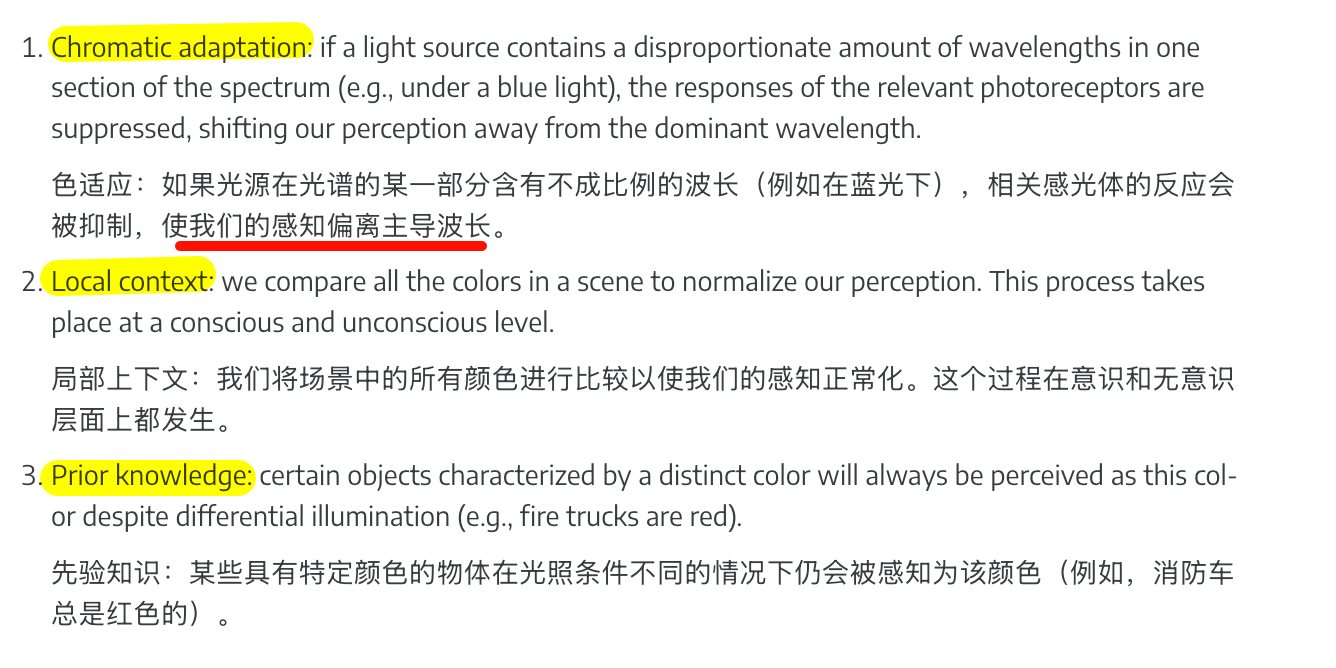 1. Chromatic adaptation: if a light source contains a disproportionate amount of wavelengths in one
section of the spectrum (e.g., under a blue light), the responses of the relevant photoreceptors are
suppressed, shifting our perception away from the dominant wavelength.
色适应：如果光源在光谱的某一部分含有不成比例的波长（例如在蓝光下），相关感光体的反应会
被抑制，使我们的感知偏离主导波长。
2. Local context: we compare all the colors in a scene to normalize our perception. This process takes
place at a conscious and unconscious level.
局部上下文：我们将场景中的所有颜色进行比较以使我们的感知正常化。这个过程在意识和无意识
层面上都发生。
3. Prior knowledge: certain objects characterized by a distinct color will always be perceived as this col-
or despite differential illumination (e.g., fire trucks are red).
先验知识：某些具有特定颜色的物体在光照条件不同的情况下仍会被感知为该颜色（例如，消防车
总是红色的）。